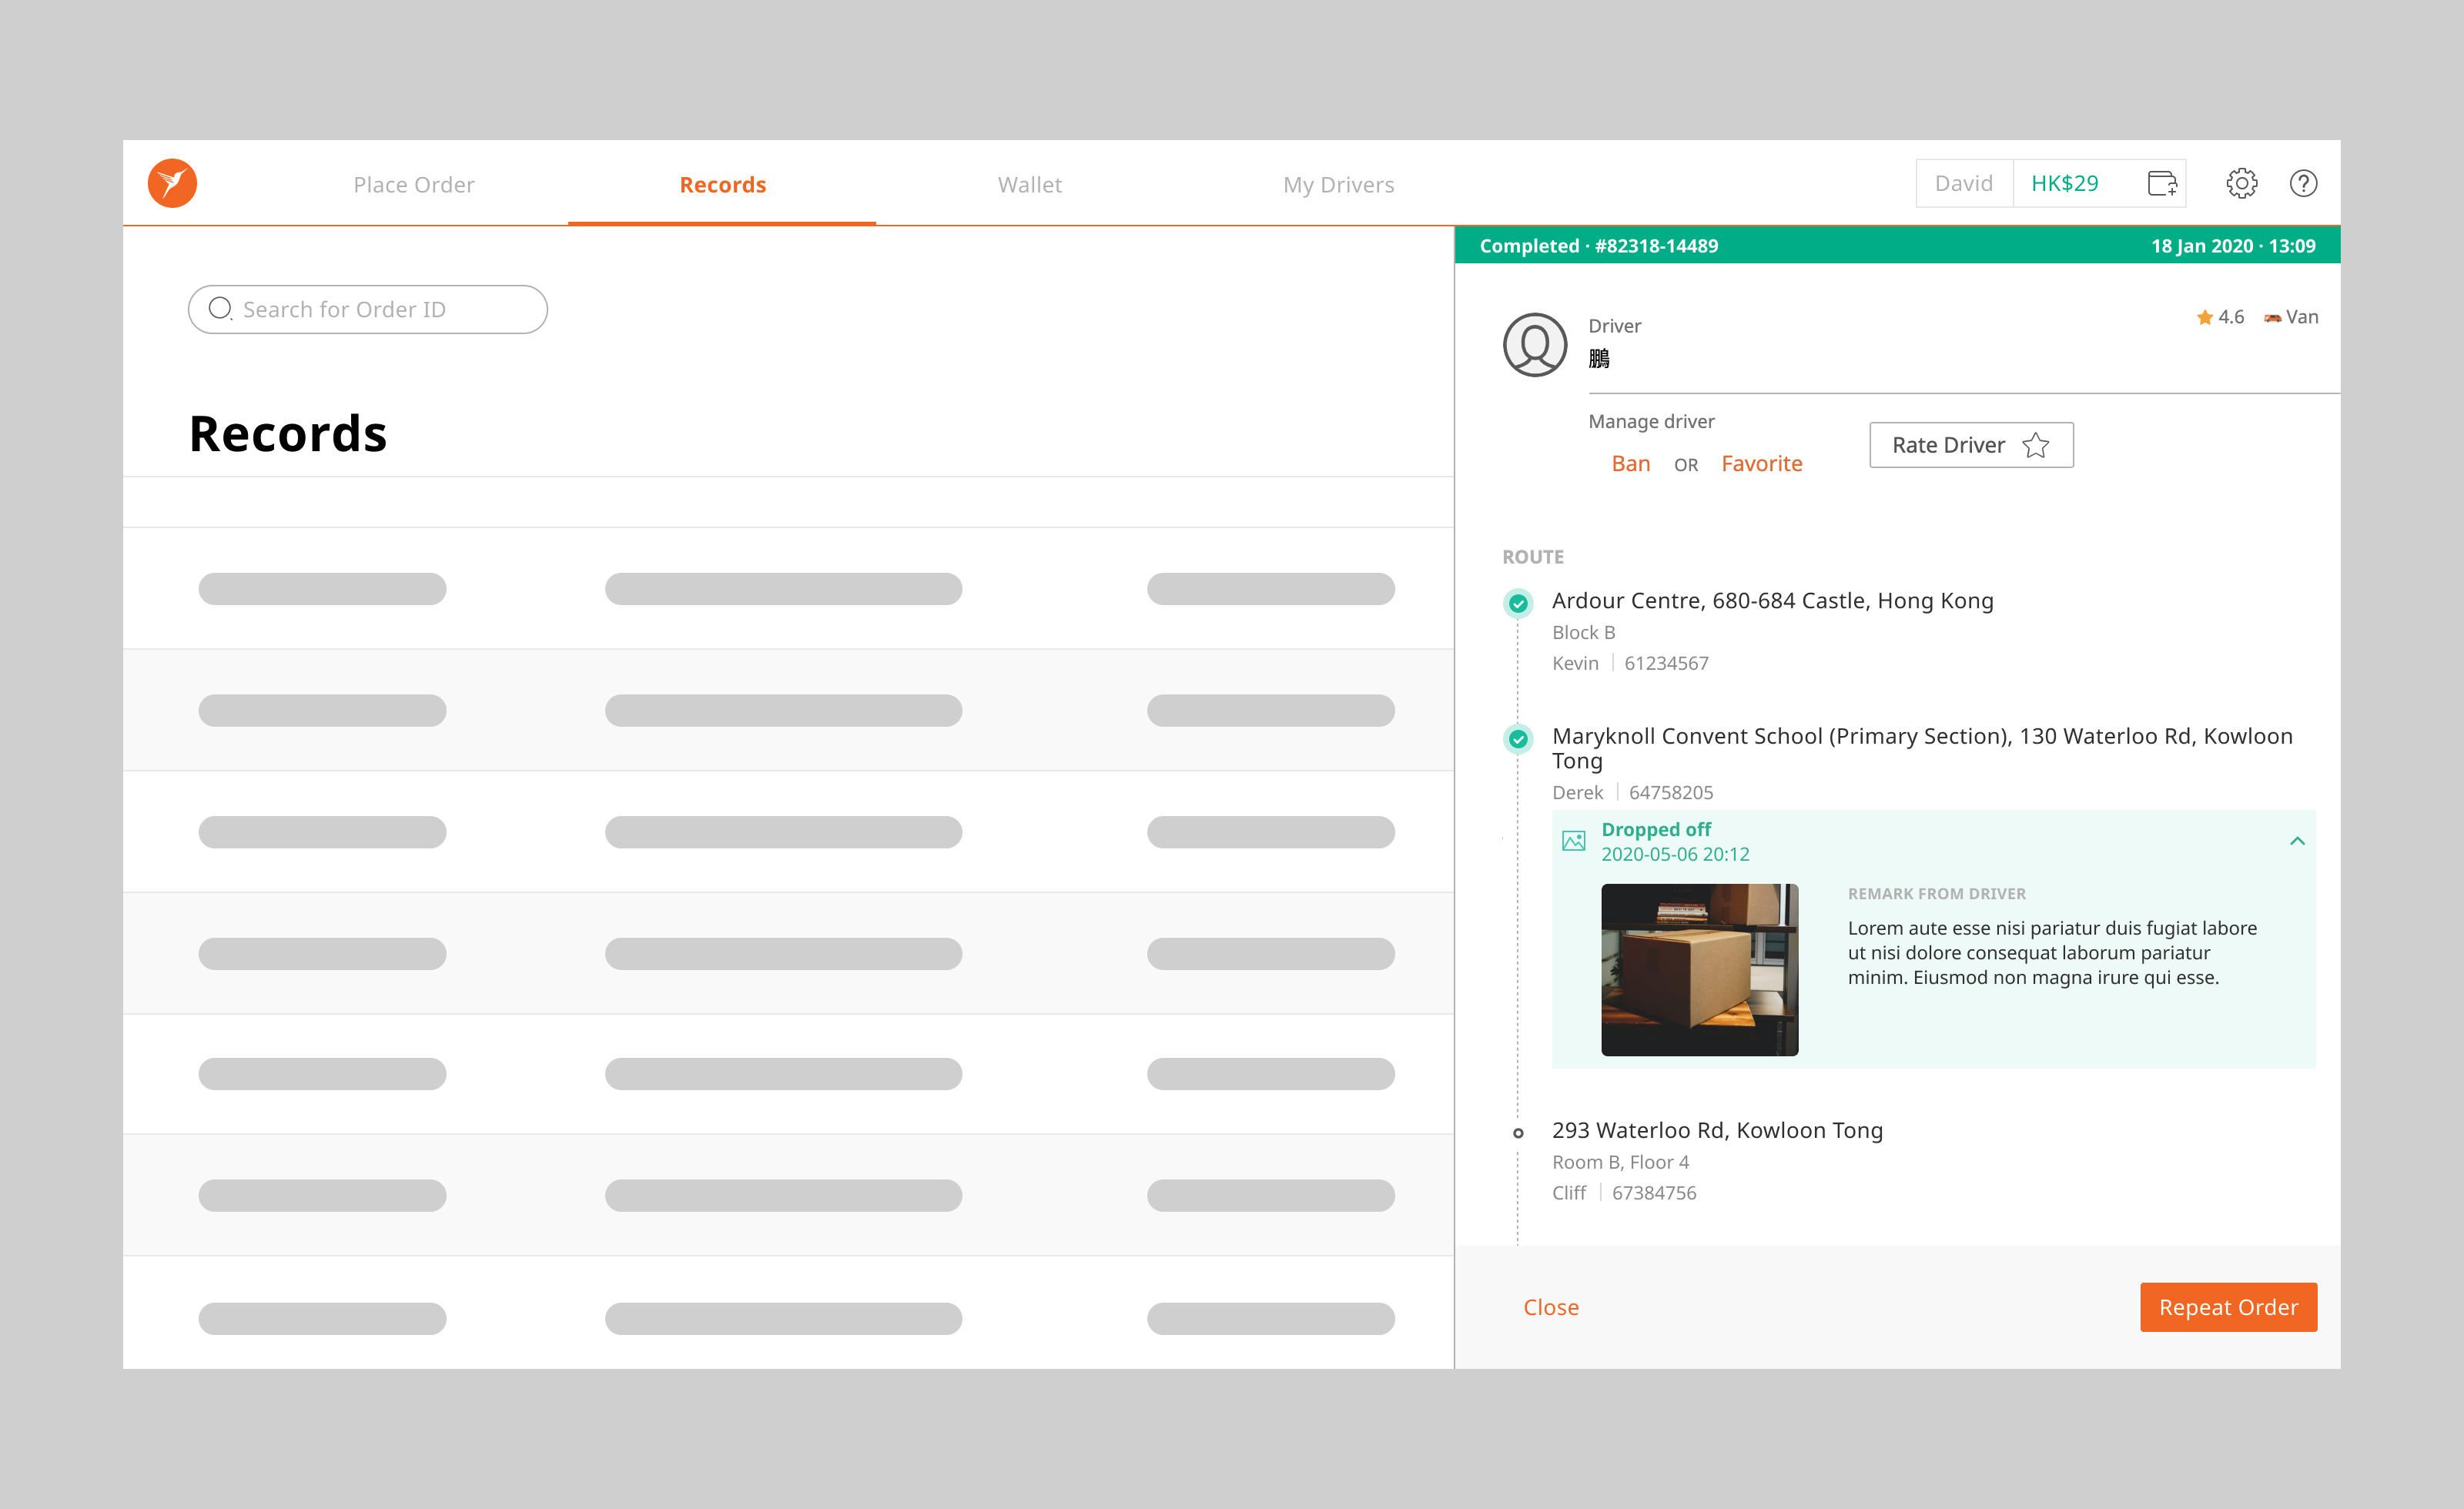 Place Order
Records
Wallet
My Drivers
David
HK$29
Completed · #82318-14489
18 Jan 2020 · 13:09
Search for Order ID
Records
Driver
鵬
4.6
Van
Manage driver
Ban OR Favorite
Rate Driver
ROUTE
Ardour Centre, 680-684 Castle, Hong Kong
Block B
Kevin 61234567
Maryknoll Convent School (Primary Section), 130 Waterloo Rd, Kowloon
Tong
Derek 64758205
Dropped off
2020-05-06 20:12
REMARK FROM DRIVER
Lorem aute esse nisi pariatur duis fugiat labore
ut nisi dolore consequat laborum pariatur
minim. Eiusmod non magna irure qui esse.
293 Waterloo Rd, Kowloon Tong
Room B, Floor 4
Cliff 67384756
Close
Repeat Order